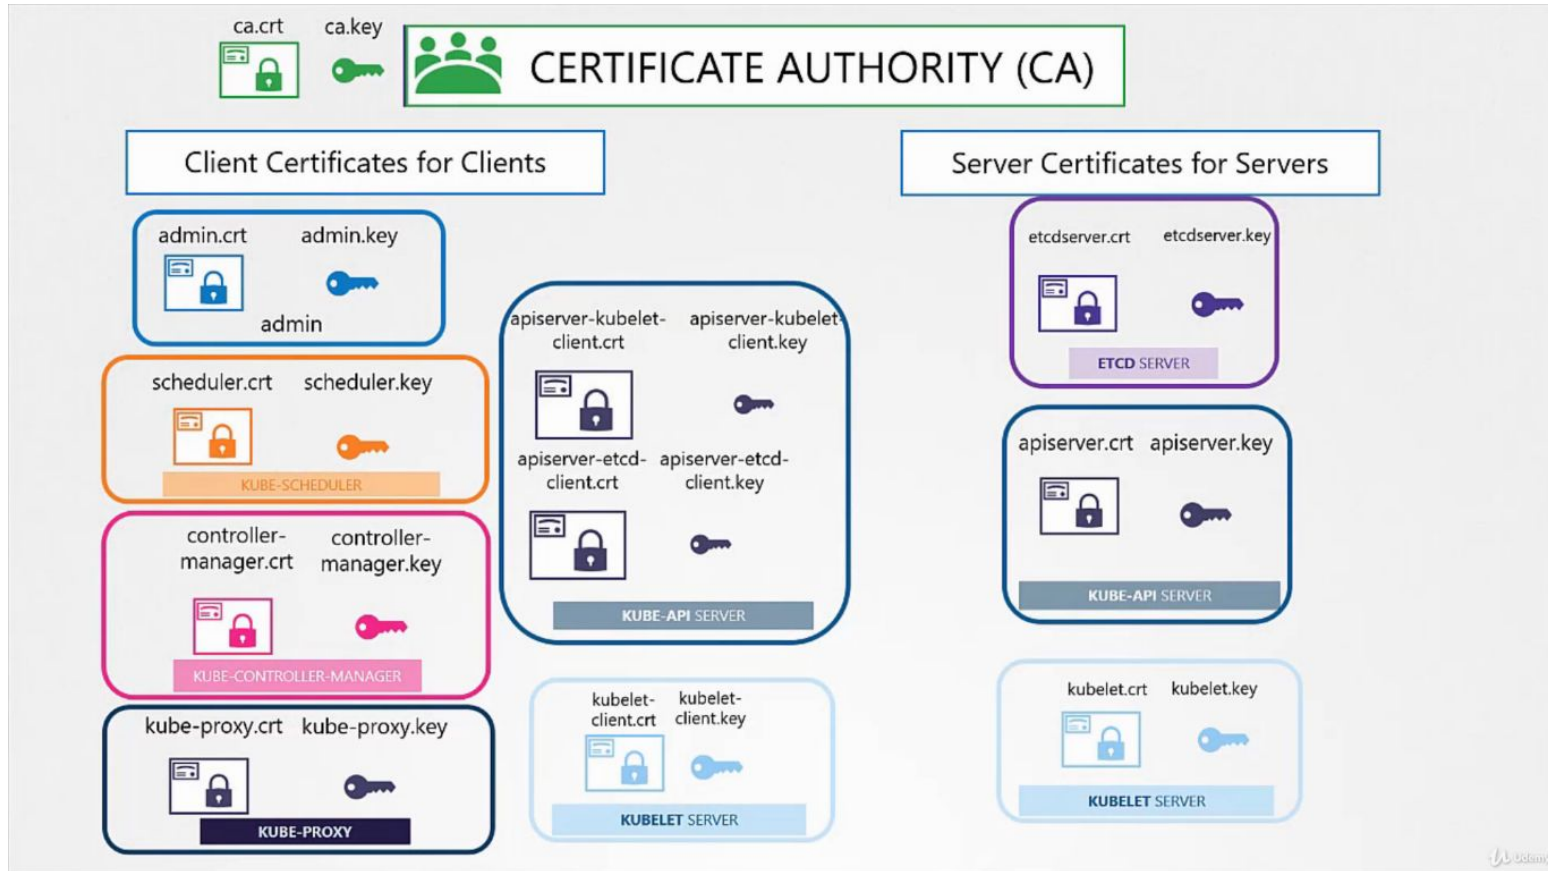 ca.crt ca.key
CERTIFICATE AUTHORITY (CA)
Client Certificates for Clients
admin.crt admin.key
admin
scheduler.crt scheduler.key
KUBE-SCHEDULER
controller-
manager.crt
controller-
manager.key
KUBE-CONTROLLER-MANAGER
kube-proxy.crt kube-proxy.key
KUBE-PROXY
apiserver-kubelet-
client.crt
apiserver-kubelet-
client.key
apiserver-etcd-
client.crt
apiserver-etcd-
client.key
KUBE-API SERVER
kubelet-
client.crt
kubelet-
client.key
KUBELET SERVER
Server Certificates for Servers
etcdserver.crt etcdserver.key
ETCD SERVER
apiserver.crt apiserver.key
KUBE-API SERVER
kubelet.crt kubelet.key
KUBELET SERVER
Udemy